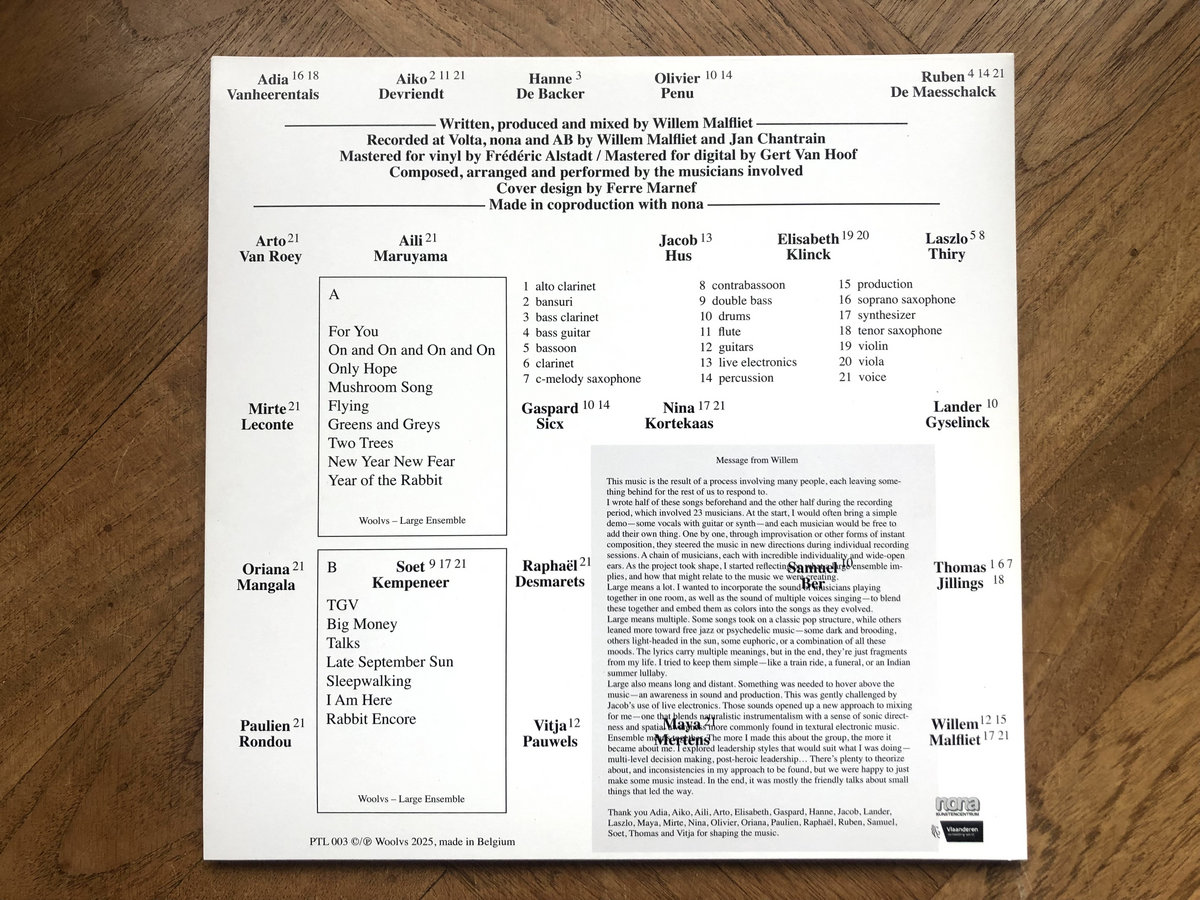 Adia 16 18
Vanheerentals
Aiko 2 11 21
Devriendt
Hanne 3
De Backer
Olivier 10 14
Penu
Ruben 4 14 21
De Maesschalck
Written, produced and mixed by Willem Malfliet
Recorded at Volta, nona and AB by Willem Malfliet and Jan Chantrain
Mastered for vinyl by Frédéric Alstadt / Mastered for digital by Gert Van Hoof
Composed, arranged and performed by the musicians involved
Cover design by Ferre Marnef
Made in coproduction with nona
Arto 21
Van Roey
Aili 21
Maruyama
Jacob 13
Hus
Elisabeth 19 20
Klinck
Laszlo 5 8
Thiry
A
For You
On and On and On and On
Only Hope
Mushroom Song
Flying
Greens and Greys
Two Trees
New Year New Fear
Year of the Rabbit
Woolvs – Large Ensemble
1 alto clarinet
2 bansuri
3 bass clarinet
4 bass guitar
5 bassoon
6 clarinet
7 c-melody saxophone
8 contrabassoon
9 double bass
10 drums
11 flute
12 guitars
13 live electronics
14 percussion
15 production
16 soprano saxophone
17 synthesizer
18 tenor saxophone
19 violin
20 viola
21 voice
Mirte 21
Leconte
Gaspard 10 14
Sicx
Nina 17 21
Kortekaas
Lander 10
Gyselinck
Message from Willem
This music is the result of a process involving many people, each leaving some-
thing behind for the rest of us to respond to.
I wrote half of these songs beforehand and the other half during the recording
period, which involved 23 musicians. At the start, I would often bring a simple
demo—some vocals with guitar or synth—and each musician would be free to
add their own thing. One by one, through improvisation or other forms of instant
composition, they steered the music in new directions during individual recording
sessions. A chain of musicians, each with incredible individuality and wide-open
ears. As the project took shape, I started reflecting on what a large ensemble im-
plies, and how that might relate to the music we were creating.
Large means a lot. I wanted to incorporate the sound of musicians playing
together in one room, as well as the sound of multiple voices singing—to blend
these together and embed them as colors into the songs as they evolved.
Large means multiple. Some songs took on a classic pop structure, while others
leaned more toward free jazz or psychedelic music—some dark and brooding,
others light-headed in the sun, some euphoric, or a combination of all these
moods. The lyrics carry multiple meanings, but in the end, they're just fragments
from my life. I tried to keep them simple—like a train ride, a funeral, or an Indian
summer lullaby.
Large also means long and distant. Something was needed to hover above the
music—an awareness in sound and production. This was gently challenged by
Jacob's use of live electronics. Those sounds opened up a new approach to mixing
for me—one that blends naturalistic instrumentalism with a sense of sonic direct-
ness and spatial more commonly found in textural electronic music.
Ensemble means together. The more I made this about the group, the more it
became about me. I explored leadership styles that would suit what I was doing—
multi-level decision making, post-heroic leadership… There's plenty to theorize
about, and inconsistencies in my approach to be found, but we were happy to just
make some music instead. In the end, it was mostly the friendly talks about small
things that led the way.
Thank you Adia, Aiko, Aili, Arto, Elisabeth, Gaspard, Hanne, Jacob, Lander,
Laszlo, Maya, Mirte, Nina, Olivier, Oriana, Paulien, Raphaël, Ruben, Samuel,
Soet, Thomas and Vitja for shaping the music.
Oriana 21
Mangala
B
Soet 9 17 21
Kempeneer
Raphaël 21
Desmarets
Samuel 10
Ber
Thomas 1 6 7
Jillings 18
TGV
Big Money
Talks
Late September Sun
Sleepwalking
I Am Here
Rabbit Encore
Woolvs – Large Ensemble
Paulien 21
Rondou
Vitja 12
Pauwels
Maya 21
Mertens
Willem 12 15
Malfliet 17 21
nona
KUNSTENCENTRUM
Vlaanderen
PTL 003 ©/℗ Woolvs 2025, made in Belgium